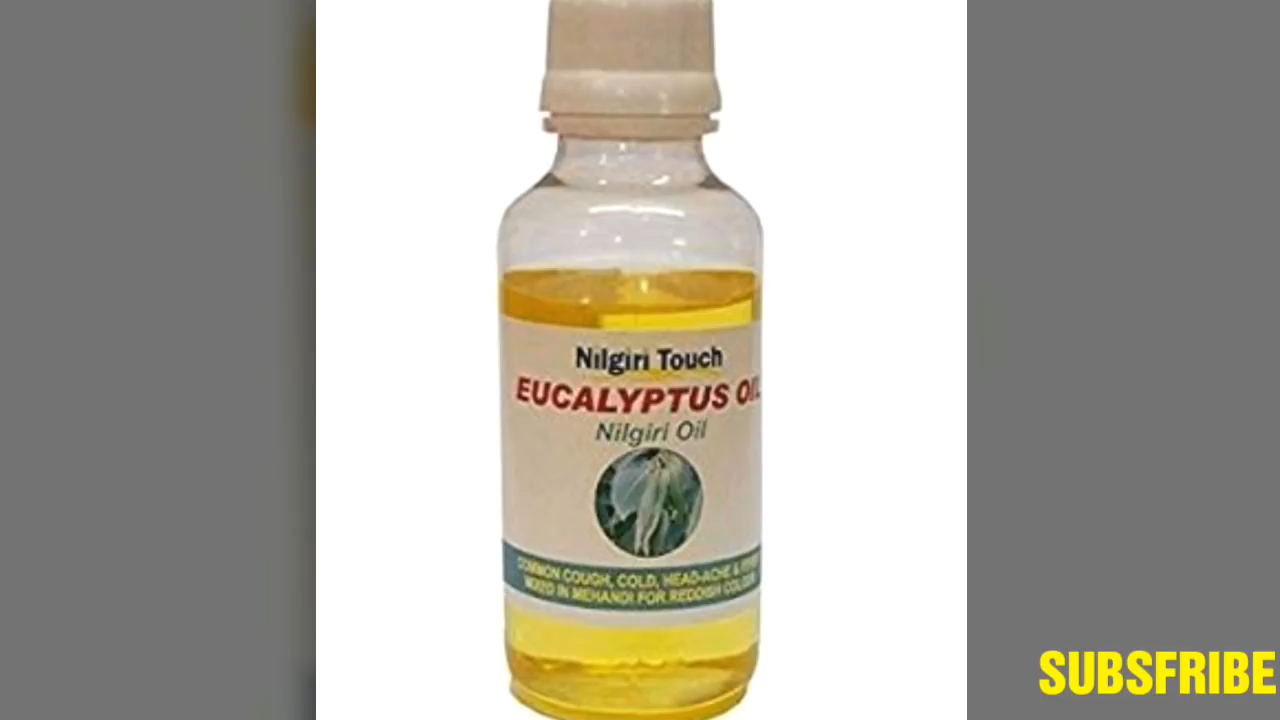 Nilgiri Touch
EUCALYPTUS OIL
Nilgiri Oil
COMMON COUGH, COLD, HEAD-ACHE &
MIXED IN MEHANDI FOR REDDISH COLOUR
SUBSFRIBE